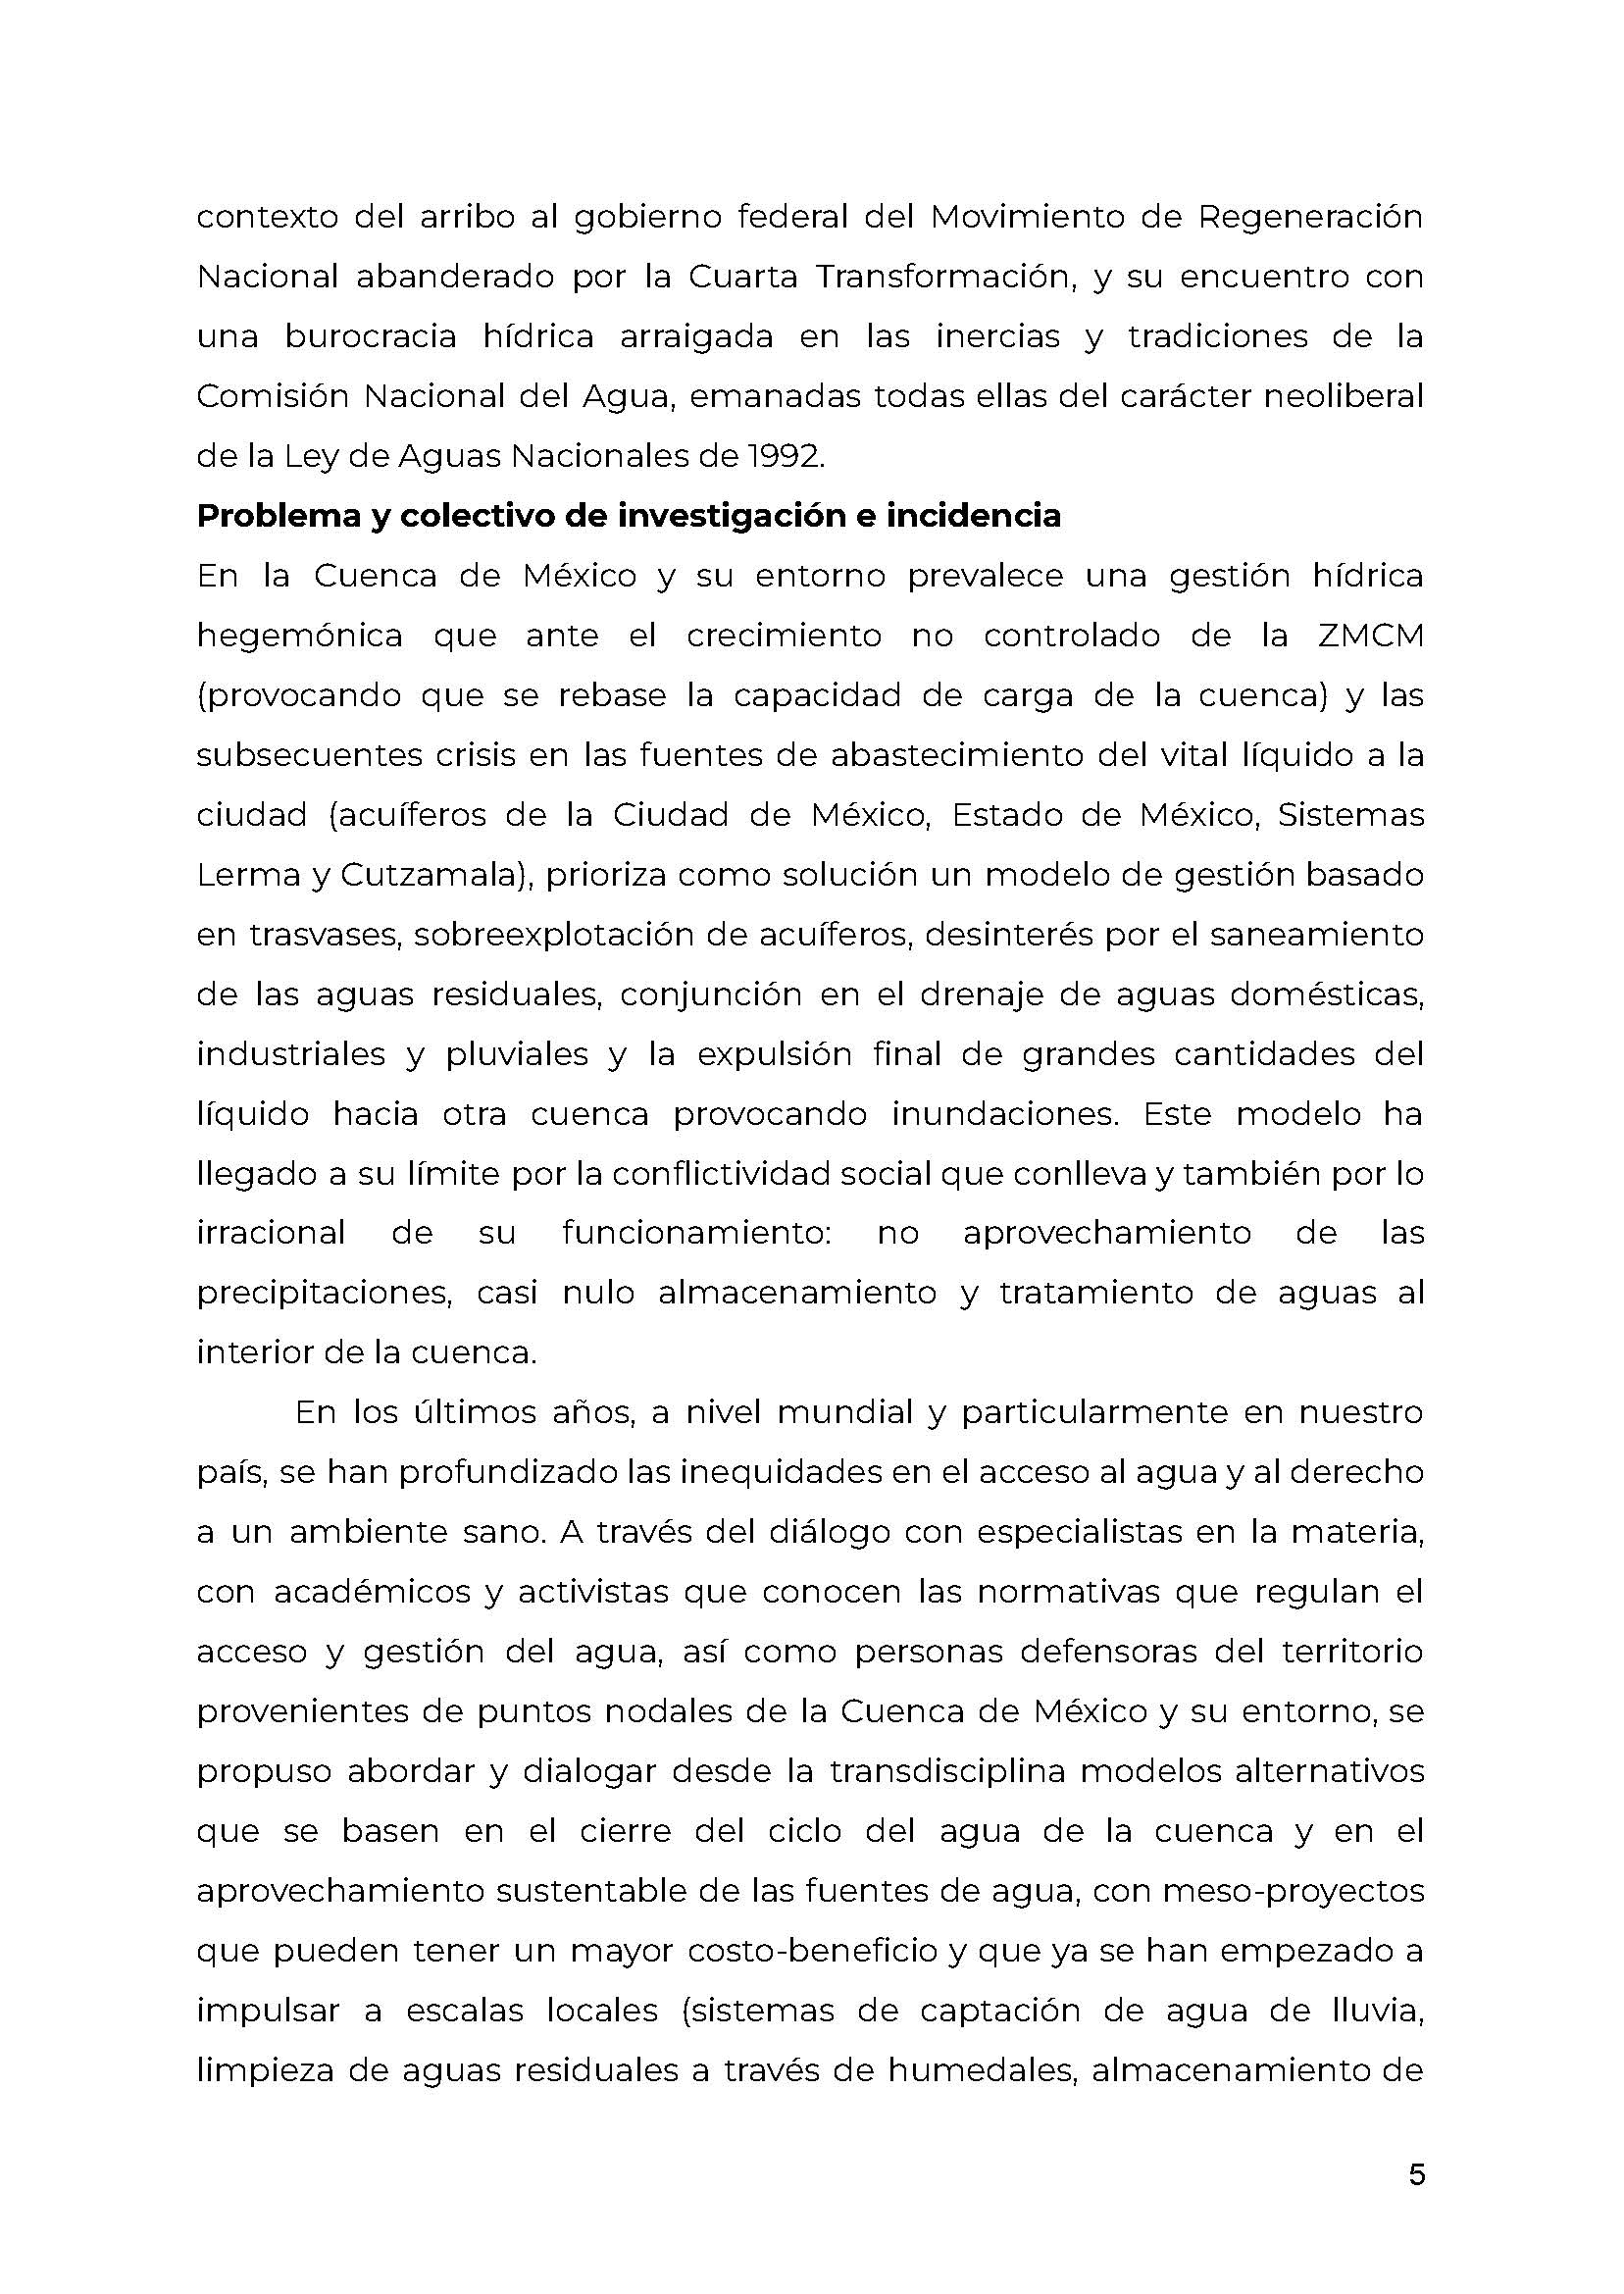 contexto del arribo al gobierno federal del Movimiento de Regeneración
Nacional abanderado por la Cuarta Transformación, y su encuentro con
una burocracia hídrica arraigada en las inercias y tradiciones de la
Comisión Nacional del Agua, emanadas todas ellas del carácter neoliberal
de la Ley de Aguas Nacionales de 1992.
Problema y colectivo de investigación e incidencia
En la Cuenca de México y su entorno prevalece una gestión hídrica
hegemónica que ante el crecimiento no controlado de la ZMCM
(provocando que se rebase la capacidad de carga de la cuenca) y las
subsecuentes crisis en las fuentes de abastecimiento del vital líquido a la
ciudad (acuíferos de la Ciudad de México, Estado de México, Sistemas
Lerma y Cutzamala), prioriza como solución un modelo de gestión basado
en trasvases, sobreexplotación de acuíferos, desinterés por el saneamiento
de las aguas residuales, conjunción en el drenaje de aguas domésticas,
industriales y pluviales y la expulsión final de grandes cantidades del
líquido hacia otra cuenca provocando inundaciones. Este modelo ha
llegado a su límite por la conflictividad social que conlleva y también por lo
irracional de su funcionamiento: no aprovechamiento de las
precipitaciones, casi nulo almacenamiento y tratamiento de aguas al
interior de la cuenca.
En los últimos años, a nivel mundial y particularmente en nuestro
país, se han profundizado las inequidades en el acceso al agua y al derecho
a un ambiente sano. A través del diálogo con especialistas en la materia,
con académicos y activistas que conocen las normativas que regulan el
acceso y gestión del agua, así como personas defensoras del territorio
provenientes de puntos nodales de la Cuenca de México y su entorno, se
propuso abordar y dialogar desde la transdisciplina modelos alternativos
que se basen en el cierre del ciclo del agua de la cuenca y en el
aprovechamiento sustentable de las fuentes de agua, con meso-proyectos
que pueden tener un mayor costo-beneficio y que ya se han empezado a
impulsar a escalas locales (sistemas de captación de agua de lluvia,
limpieza de aguas residuales a través de humedales, almacenamiento de
5